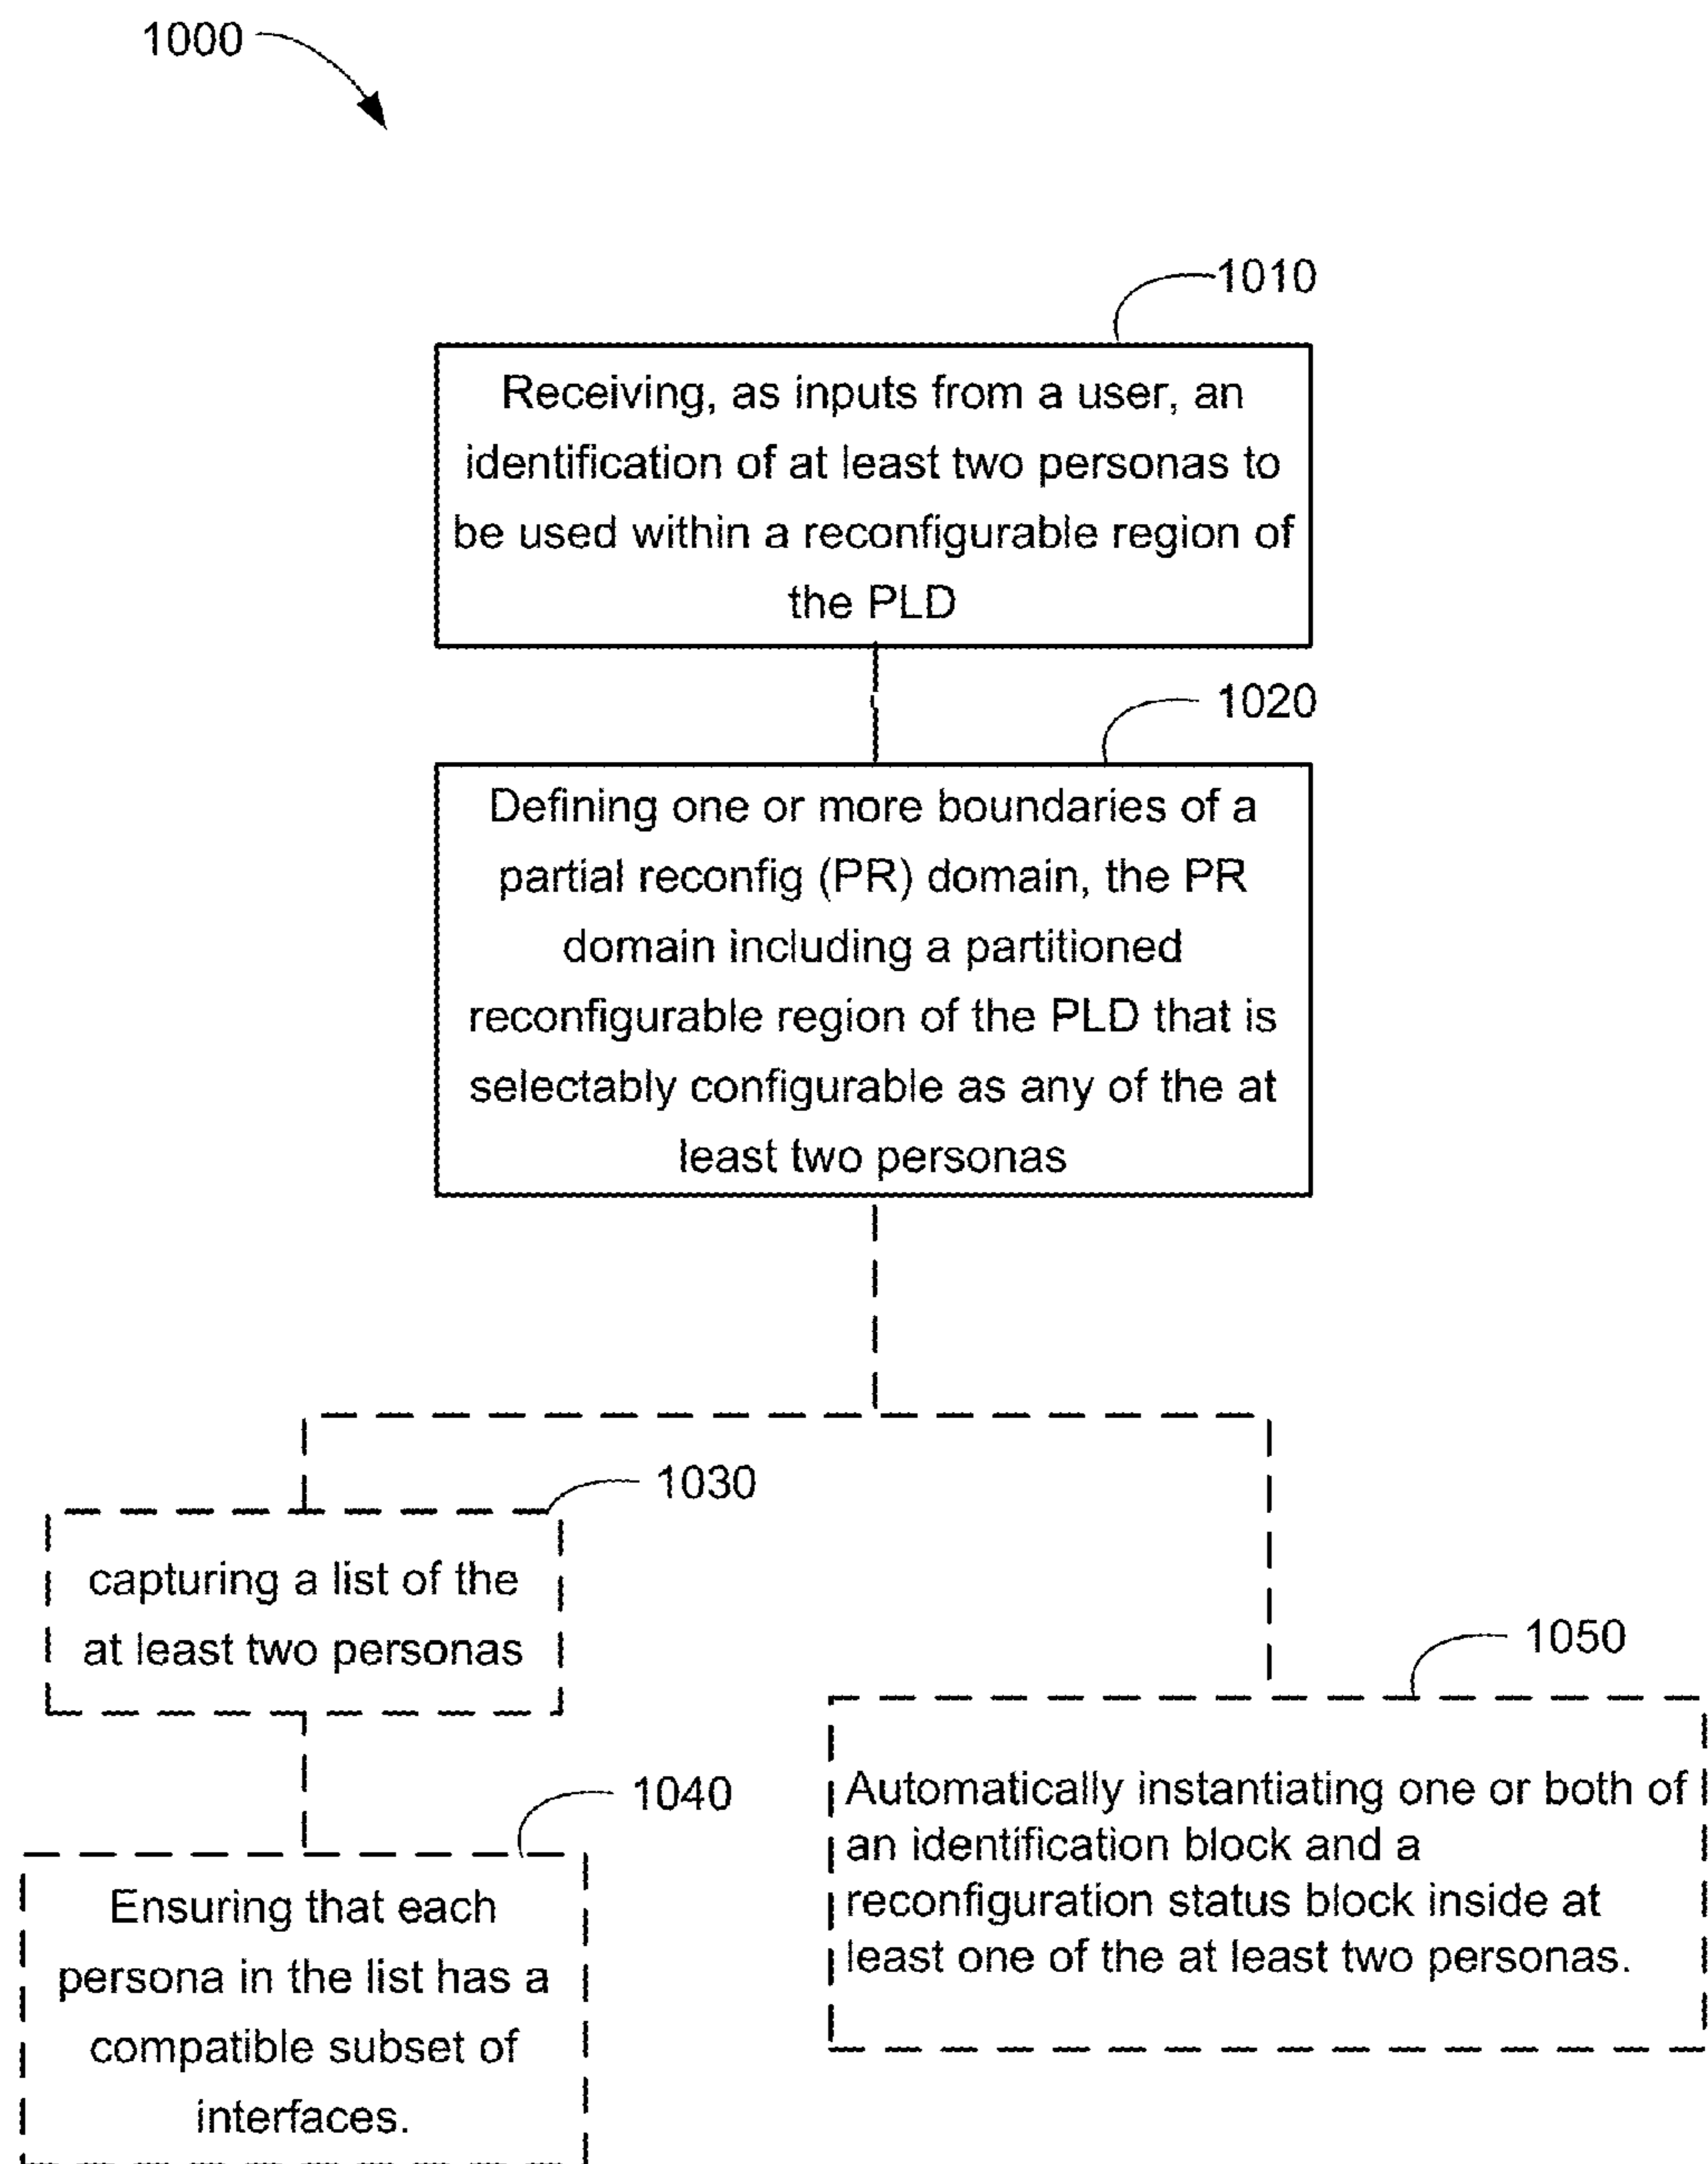 1000
1010
Receiving, as inputs from a user, an
identification of at least two personas to
be used within a reconfigurable region of
the PLD
1020
Defining one or more boundaries of a
partial reconfig (PR) domain, the PR
domain including a partitioned
reconfigurable region of the PLD that is
selectably configurable as any of the at
least two personas
1030
capturing a list of the
at least two personas
1040
Ensuring that each
persona in the list has a
compatible subset of
interfaces.
1050
Automatically instantiating one or both of
an identification block and a
reconfiguration status block inside at
least one of the at least two personas.